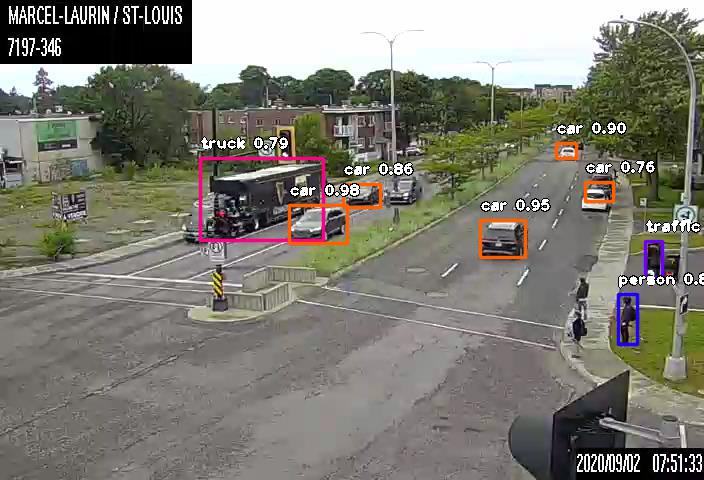 MARCEL-LAURIN / ST-LOUIS
7197-346
car 0.90
truck 0.79
car 0.86
car 0.76
car 0.98
car 0.95
traffic
person 0.8
2020/09/02 07:51:33